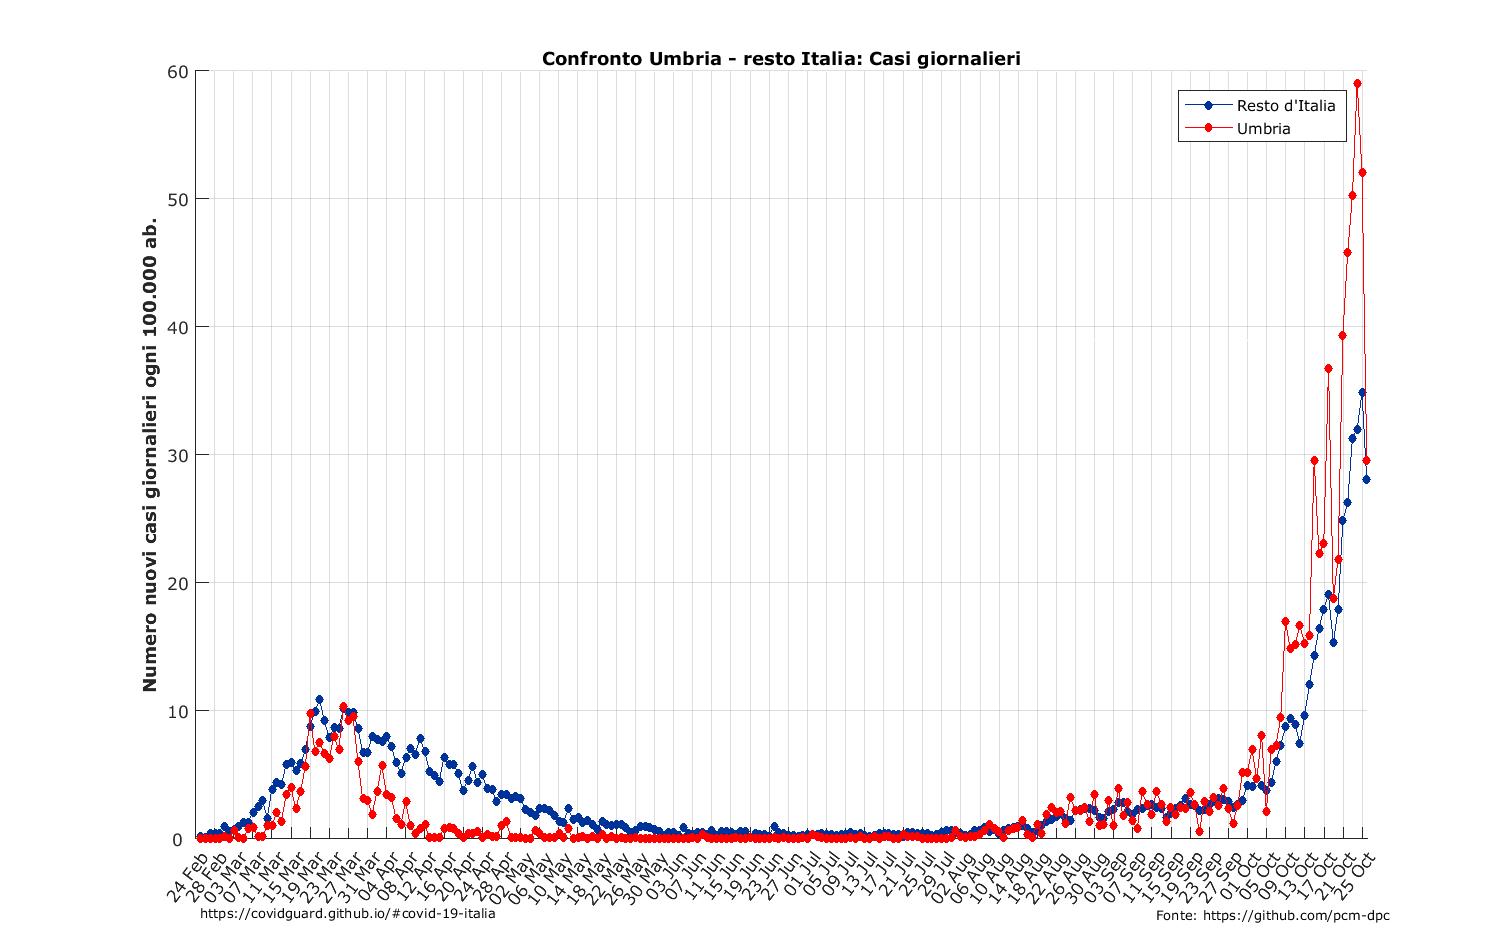 Confronto Umbria - resto Italia: Casi giornalieri
Numero nuovi casi giornalieri ogni 100.000 ab.
60
50
40
30
20
10
0
Resto d'Italia
Umbria
24 Feb
28 Feb
03 Mar
07 Mar
11 Mar
15 Mar
19 Mar
23 Mar
27 Mar
31 Mar
04 Apr
08 Apr
12 Apr
16 Apr
20 Apr
24 Apr
28 Apr
02 May
06 May
10 May
14 May
18 May
22 May
26 May
30 May
03 Jun
07 Jun
11 Jun
15 Jun
19 Jun
23 Jun
27 Jun
01 Jul
05 Jul
09 Jul
13 Jul
17 Jul
21 Jul
25 Jul
29 Jul
02 Aug
06 Aug
10 Aug
14 Aug
18 Aug
22 Aug
26 Aug
30 Aug
03 Sep
07 Sep
11 Sep
15 Sep
19 Sep
23 Sep
27 Sep
01 Oct
05 Oct
09 Oct
13 Oct
17 Oct
21 Oct
25 Oct
https://covidguard.github.io/#covid-19-italia
Fonte: https://github.com/pcm-dpc